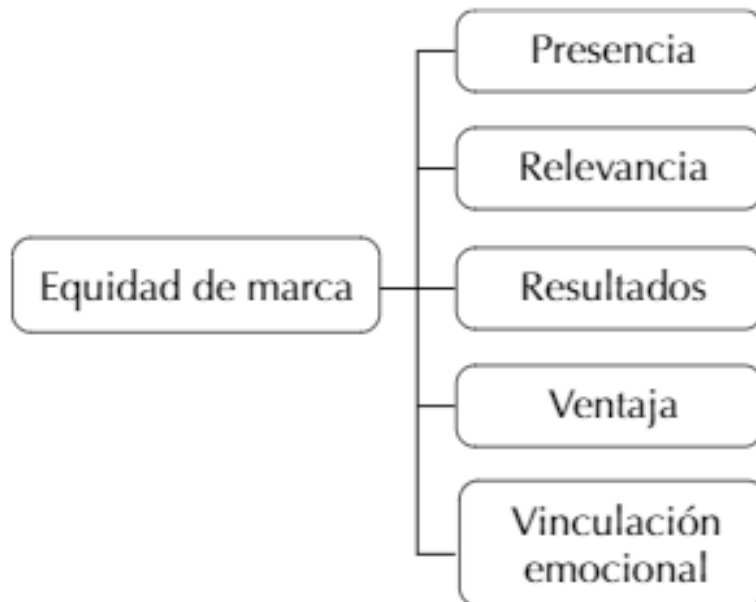 Presencia
Relevancia
Equidad de marca
Resultados
Ventaja
Vinculación
emocional